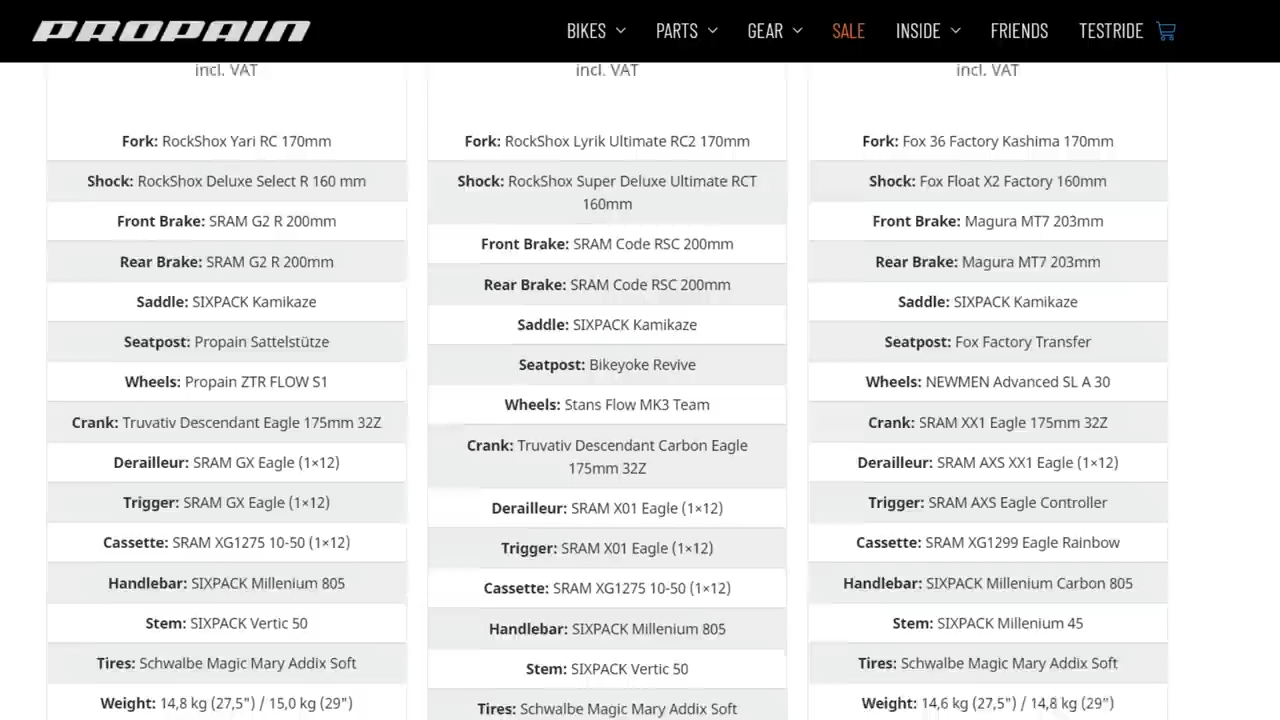 PROPAIN
BIKES PARTS GEAR SALE INSIDE FRIENDS TESTRIDE
incl. VAT
Fork: RockShox Yari RC 170mm
Shock: RockShox Deluxe Select R 160 mm
Front Brake: SRAM G2 R 200mm
Rear Brake: SRAM G2 R 200mm
Saddle: SIXPACK Kamikaze
Seatpost: Propain Sattelstütze
Wheels: Propain ZTR FLOW S1
Crank: Truvativ Descendant Eagle 175mm 32Z
Derailleur: SRAM GX Eagle (1×12)
Trigger: SRAM GX Eagle (1×12)
Cassette: SRAM XG1275 10-50 (1×12)
Handlebar: SIXPACK Millenium 805
Stem: SIXPACK Vertic 50
Tires: Schwalbe Magic Mary Addix Soft
Weight: 14,8 kg (27,5") / 15,0 kg (29")
incl. VAT
Fork: RockShox Lyrik Ultimate RC2 170mm
Shock: RockShox Super Deluxe Ultimate RCT
160mm
Front Brake: SRAM Code RSC 200mm
Rear Brake: SRAM Code RSC 200mm
Saddle: SIXPACK Kamikaze
Seatpost: Bikeyoke Revive
Wheels: Stans Flow MK3 Team
Crank: Truvativ Descendant Carbon Eagle
175mm 32Z
Derailleur: SRAM X01 Eagle (1×12)
Trigger: SRAM X01 Eagle (1×12)
Cassette: SRAM XG1275 10-50 (1×12)
Handlebar: SIXPACK Millenium 805
Stem: SIXPACK Vertic 50
Tires: Schwalbe Magic Mary Addix Soft
incl. VAT
Fork: Fox 36 Factory Kashima 170mm
Shock: Fox Float X2 Factory 160mm
Front Brake: Magura MT7 203mm
Rear Brake: Magura MT7 203mm
Saddle: SIXPACK Kamikaze
Seatpost: Fox Factory Transfer
Wheels: NEWMEN Advanced SL A 30
Crank: SRAM XX1 Eagle 175mm 32Z
Derailleur: SRAM AXS XX1 Eagle (1×12)
Trigger: SRAM AXS Eagle Controller
Cassette: SRAM XG1299 Eagle Rainbow
Handlebar: SIXPACK Millenium Carbon 805
Stem: SIXPACK Millenium 45
Tires: Schwalbe Magic Mary Addix Soft
Weight: 14,6 kg (27,5") / 14,8 kg (29")